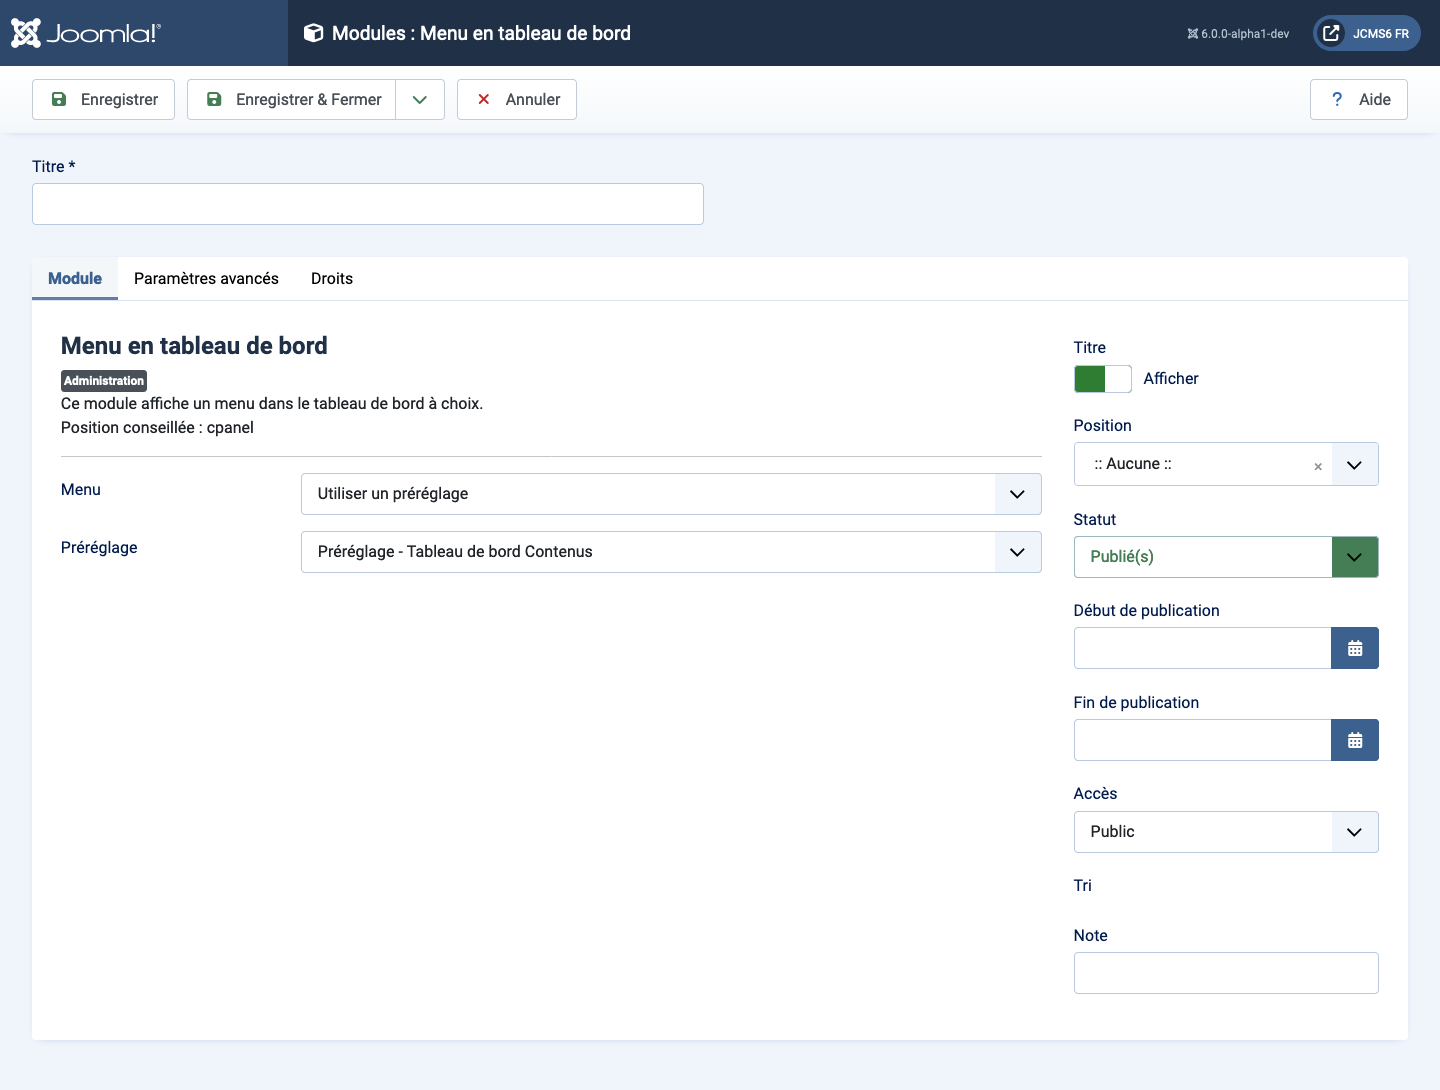 Joomla!®
Modules : Menu en tableau de bord
6.0.0-alpha1-dev
JCMS6 FR
Enregistrer
Enregistrer & Fermer
Annuler
? Aide
Titre *
Module
Paramètres avancés
Droits
Menu en tableau de bord
Administration
Ce module affiche un menu dans le tableau de bord à choix.
Position conseillée : cpanel
Menu
Utiliser un préréglage
Préréglage
Préréglage - Tableau de bord Contenus
Titre
Afficher
Position
:: Aucune ::
×
Statut
Publié(s)
Début de publication
Fin de publication
Accès
Public
Tri
Note